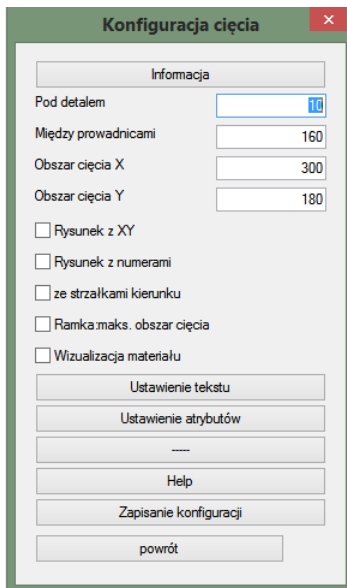 Konfiguracja cięcia
Informacja
Pod detalem 10
Między prowadnicami 160
Obszar cięcia X 300
Obszar cięcia Y 180
Rysunek z XY
Rysunek z numerami
ze strzałkami kierunku
Ramka:maks. obszar cięcia
Wizualizacja materiału
Ustawienie tekstu
Ustawienie atrybutów
-----
Help
Zapisanie konfiguracji
powrót